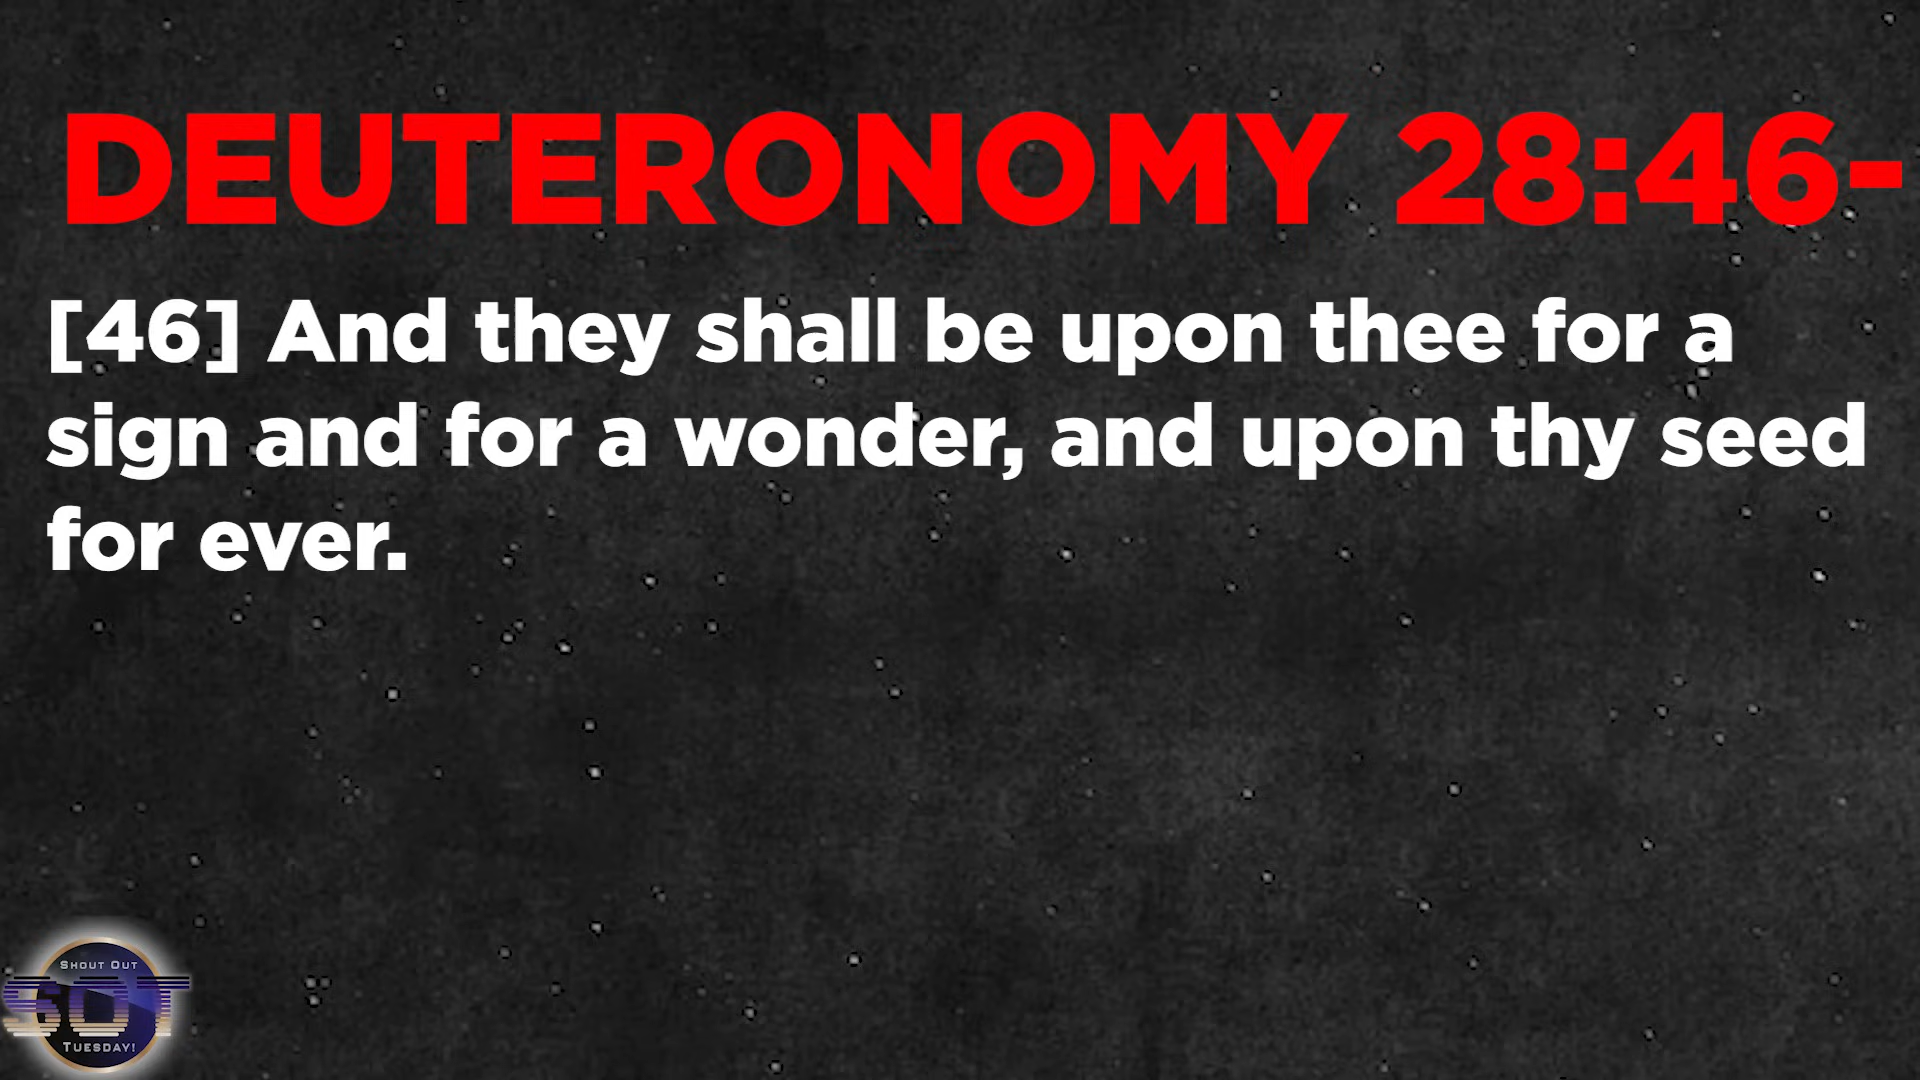 DEUTERONOMY 28:46-
[46] And they shall be upon thee for a
sign and for a wonder, and upon thy seed
for ever.
SHOUT OUT
SOT
TUESDAY!